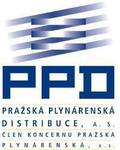 PPD
PRAŽSKÁ PLYNÁRENSKÁ
DISTRIBUCE, A. S.
ČLEN KONCERNU PRAŽSKÁ
PLYNÁRENSKÁ, A.S.